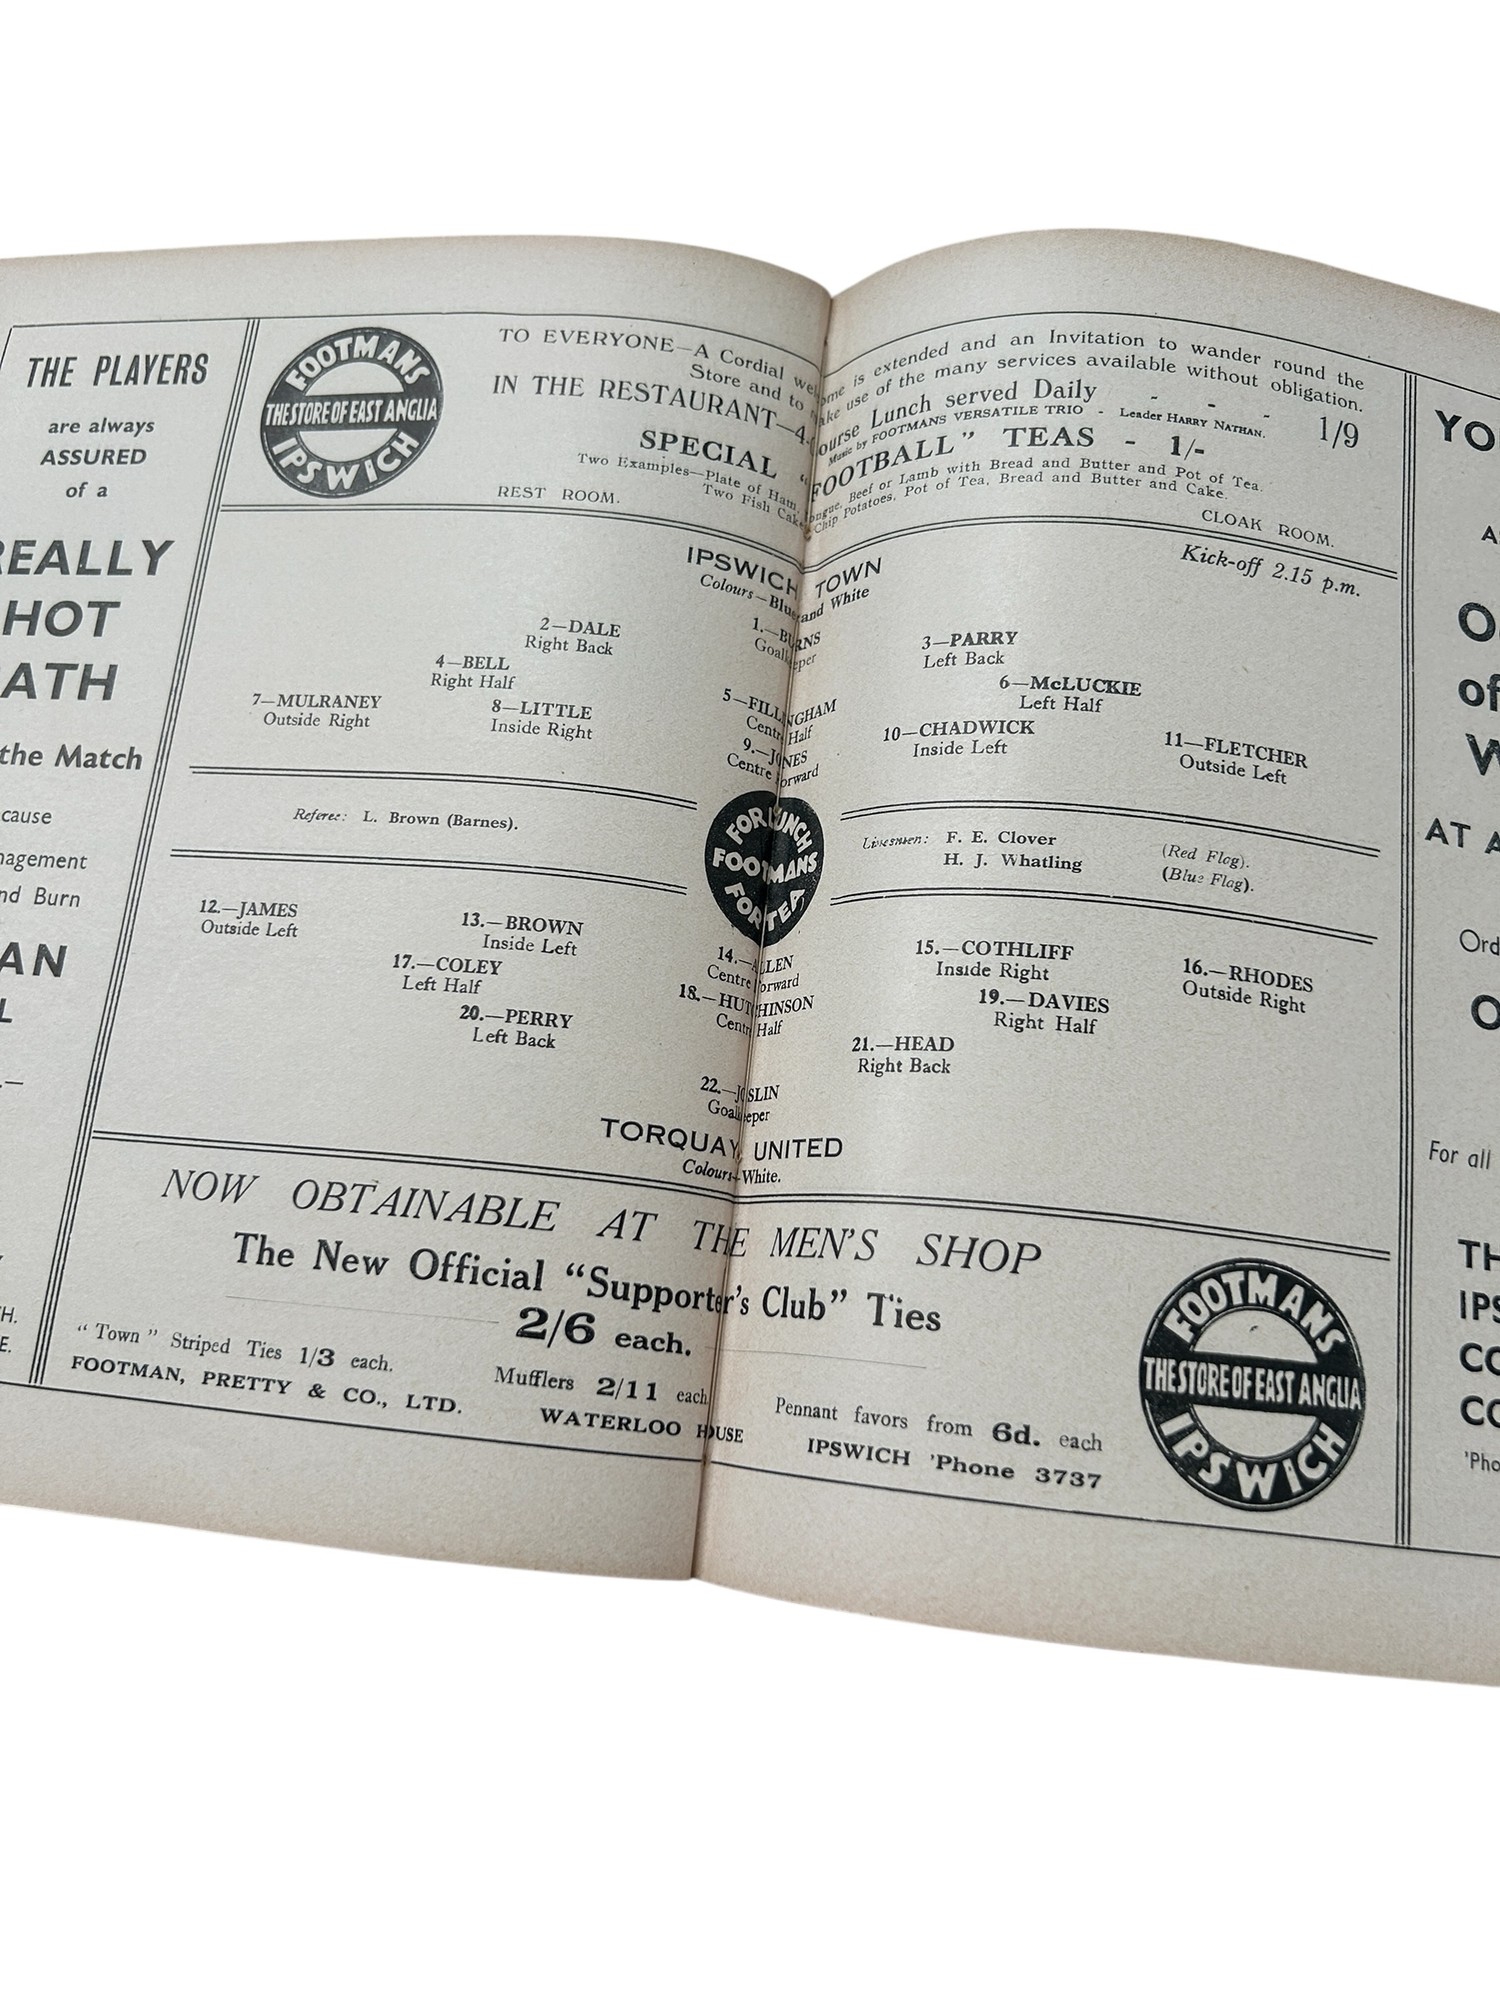 THE PLAYERS
are always
ASSURED
of a
REALLY
HOT
ATH
the Match
cause
nagement
nd Burn
AN
L
H.
E.
FOOTMANS
THE STORE OF EAST ANGLIA
IPSWICH
TO EVERYONE—A Cordial welcome is extended and an Invitation to wander round the
Store and to make use of the many services available without obligation.
IN THE RESTAURANT—4-Course Lunch served Daily - - - 1/9
Music by FOOTMANS VERSATILE TRIO - Leader HARRY NATHAN.
SPECIAL "FOOTBALL" TEAS - 1/-
Two Examples—Plate of Ham, Tongue, Beef or Lamb with Bread and Butter and Pot of Tea.
Two Fish Cakes, Chip Potatoes, Pot of Tea, Bread and Butter and Cake.
REST ROOM.
CLOAK ROOM.
IPSWICH TOWN
Colours—Blue and White
Kick-off 2.15 p.m.
1.—BURNS
Goalkeeper
2—DALE
Right Back
3—PARRY
Left Back
4—BELL
Right Half
5—FILLINGHAM
Centre Half
6—McLUCKIE
Left Half
7—MULRANEY
Outside Right
8—LITTLE
Inside Right
9.—JONES
Centre Forward
10—CHADWICK
Inside Left
11—FLETCHER
Outside Left
Referee: L. Brown (Barnes).
FOR LUNCH
FOOTMANS
FOR TEA
Linesmen: F. E. Clover (Red Flag).
H. J. Whatling (Blue Flag).
12.—JAMES
Outside Left
13.—BROWN
Inside Left
14.—ALLEN
Centre Forward
15.—COTHLIFF
Inside Right
16.—RHODES
Outside Right
17.—COLEY
Left Half
18.—HUTCHINSON
Centre Half
19.—DAVIES
Right Half
20.—PERRY
Left Back
21.—HEAD
Right Back
22.—JOSLIN
Goalkeeper
TORQUAY UNITED
Colours—White.
NOW OBTAINABLE AT THE MEN'S SHOP
The New Official "Supporter's Club" Ties
2/6 each.
"Town" Striped Ties 1/3 each.
Mufflers 2/11 each
Pennant favors from 6d. each
FOOTMAN, PRETTY & CO., LTD.
WATERLOO HOUSE
IPSWICH 'Phone 3737
FOOTMANS
THE STORE OF EAST ANGLIA
IPSWICH
YO
A
O
of
W
AT A
Ord
O
For all
TH
IPS
CO
CO
'Pho